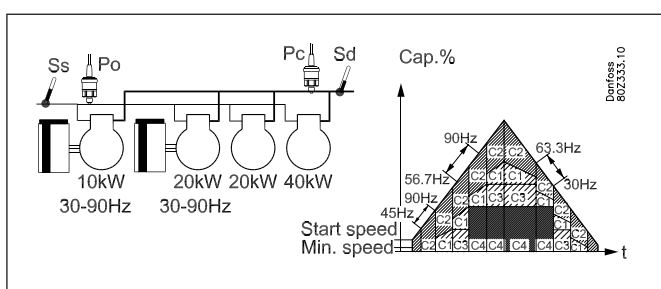 Ss
Po
Pc
Sd
10kW
20kW
20kW
40kW
30-90Hz
30-90Hz
Cap.%
Danfoss
80Z333.10
90Hz
63.3Hz
56.7Hz
30Hz
90Hz
45Hz
Start speed
Min. speed
t
C2 C2
C2 C1 C1 C2
C2 C1 C3 C3 C1
C1 C2
C2 C1 C3 C4 C4 C4 C4 C3 C1
C2
C1